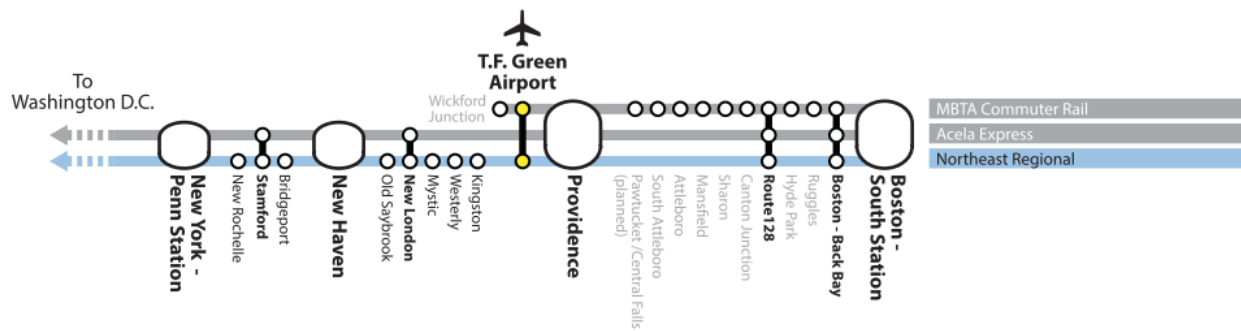 T.F. Green
Airport
To
Washington D.C.
Wickford
Junction
MBTA Commuter Rail
Acela Express
Northeast Regional
New York -
Penn Station
New Rochelle
Stamford
Bridgeport
New Haven
Old Saybrook
New London
Mystic
Westerly
Kingston
Providence
Pawtucket /Central Falls
(planned)
South Attleboro
Attleboro
Mansfield
Sharon
Canton Junction
Route128
Hyde Park
Ruggles
Boston - Back Bay
Boston -
South Station